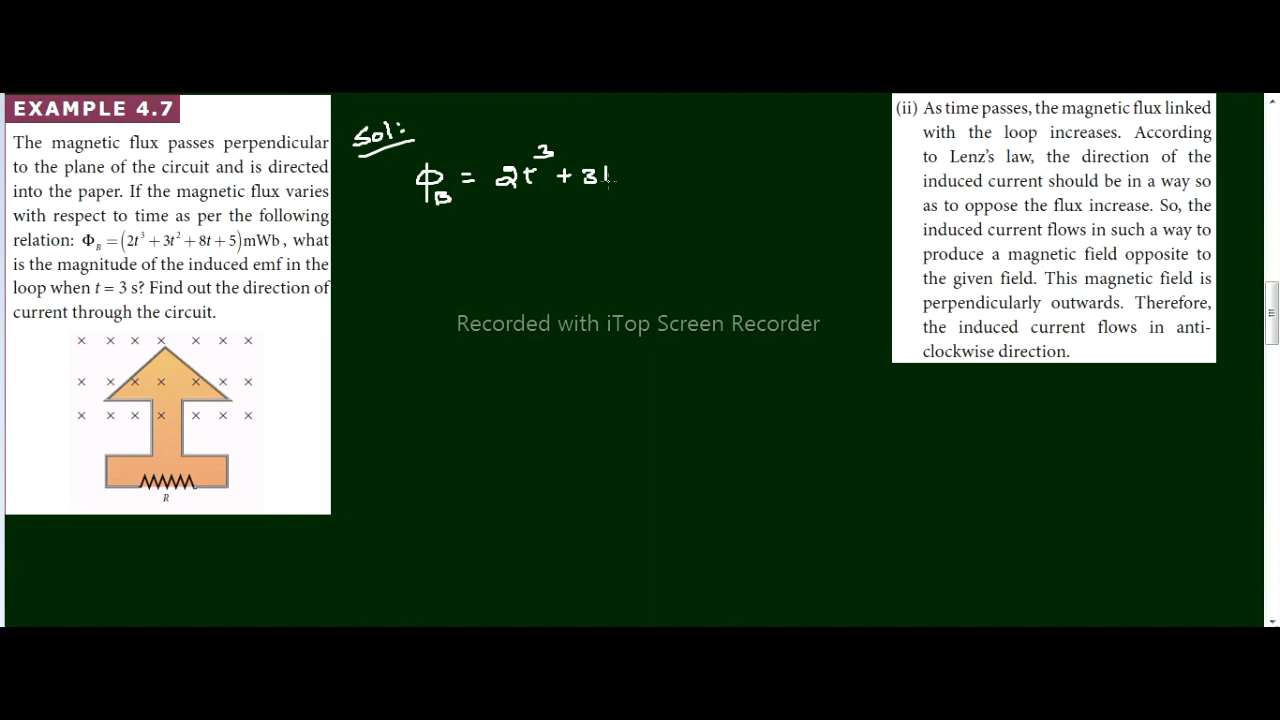 EXAMPLE 4.7
The magnetic flux passes perpendicular
to the plane of the circuit and is directed
into the paper. If the magnetic flux varies
with respect to time as per the following
relation: Φ_B = (2t³ + 3t² + 8t + 5) mWb, what
is the magnitude of the induced emf in the
loop when t = 3 s? Find out the direction of
current through the circuit.
× × × × × × ×
× × × × × × ×
× × × × × × ×
R
Sol:
φ_B = 2t³ + 3
Recorded with iTop Screen Recorder
(ii) As time passes, the magnetic flux linked
with the loop increases. According
to Lenz's law, the direction of the
induced current should be in a way so
as to oppose the flux increase. So, the
induced current flows in such a way to
produce a magnetic field opposite to
the given field. This magnetic field is
perpendicularly outwards. Therefore,
the induced current flows in anti-
clockwise direction.